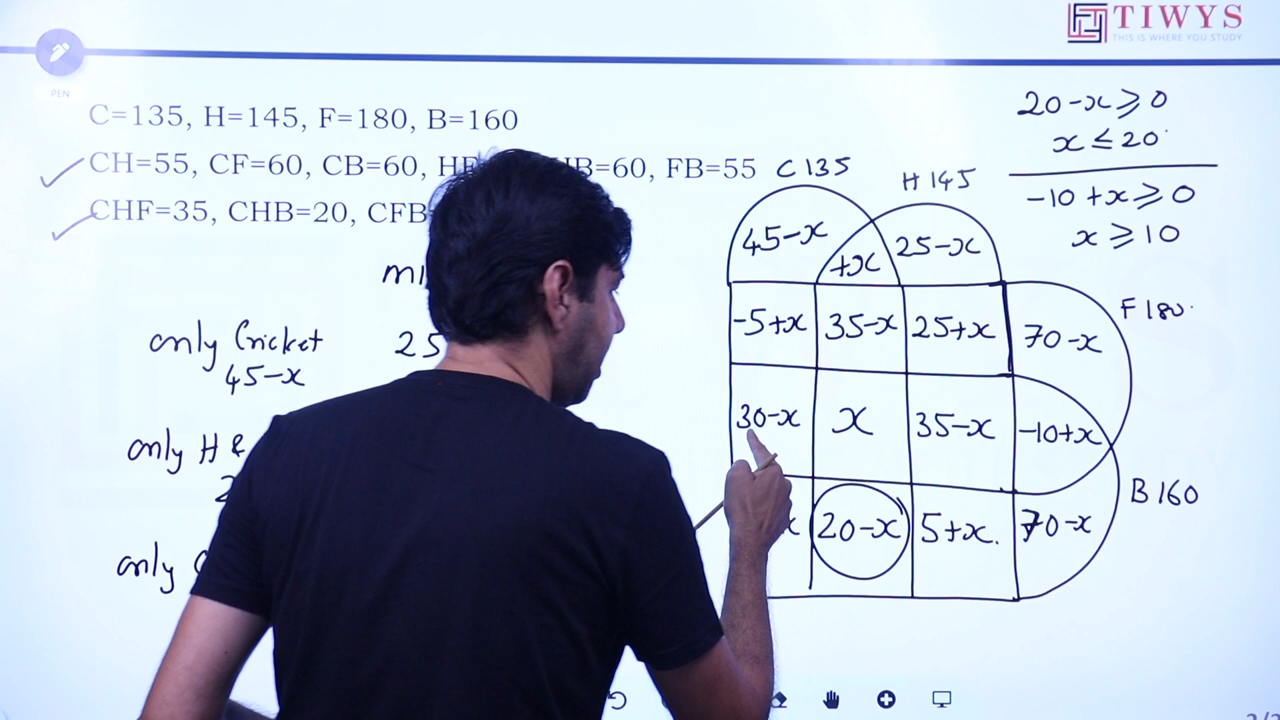 TIWYS
THIS IS WHERE YOU STUDY
PEN
C=135, H=145, F=180, B=160
CH=55, CF=60, CB=60, =60, FB=55
CHF=35, CHB=20, CFB
only Cricket 25
45-x
only H &
2
only
C 135
H 145
F 180
B 160
45-x +x 25-x
-5+x 35-x 25+x 70-x
30-x x 35-x -10+x
x 20-x 5+x. 70-x
20-x ≥ 0
x ≤ 20
-10 +x ≥ 0
x ≥ 10